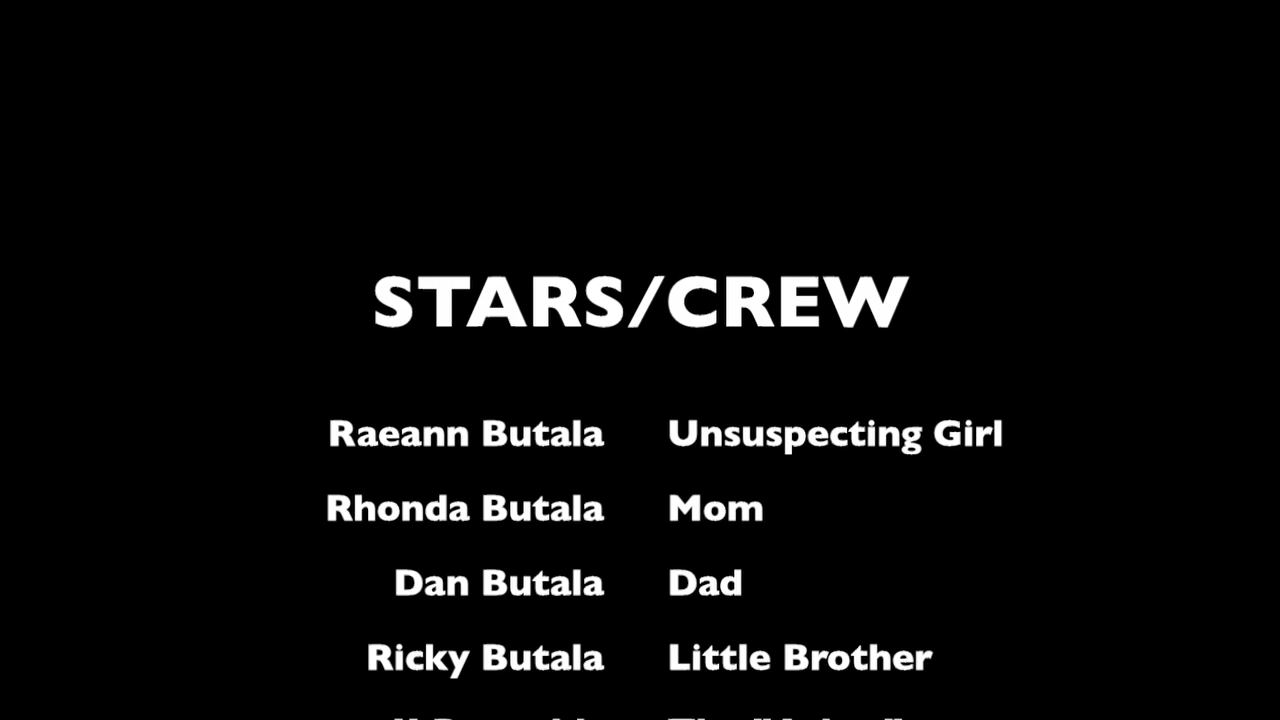 STARS/CREW
Raeann Butala Unsuspecting Girl
Rhonda Butala Mom
Dan Butala Dad
Ricky Butala Little Brother